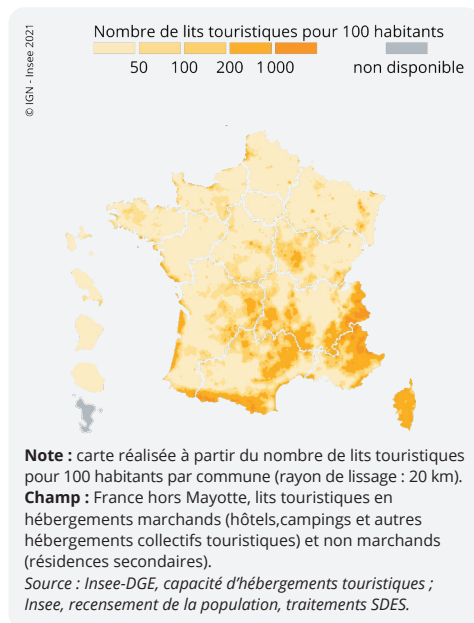 © IGN - Insee 2021
Nombre de lits touristiques pour 100 habitants
50 100 200 1 000 non disponible
Note : carte réalisée à partir du nombre de lits touristiques
pour 100 habitants par commune (rayon de lissage : 20 km).
Champ : France hors Mayotte, lits touristiques en
hébergements marchands (hôtels,campings et autres
hébergements collectifs touristiques) et non marchands
(résidences secondaires).
Source : Insee-DGE, capacité d'hébergements touristiques ;
Insee, recensement de la population, traitements SDES.